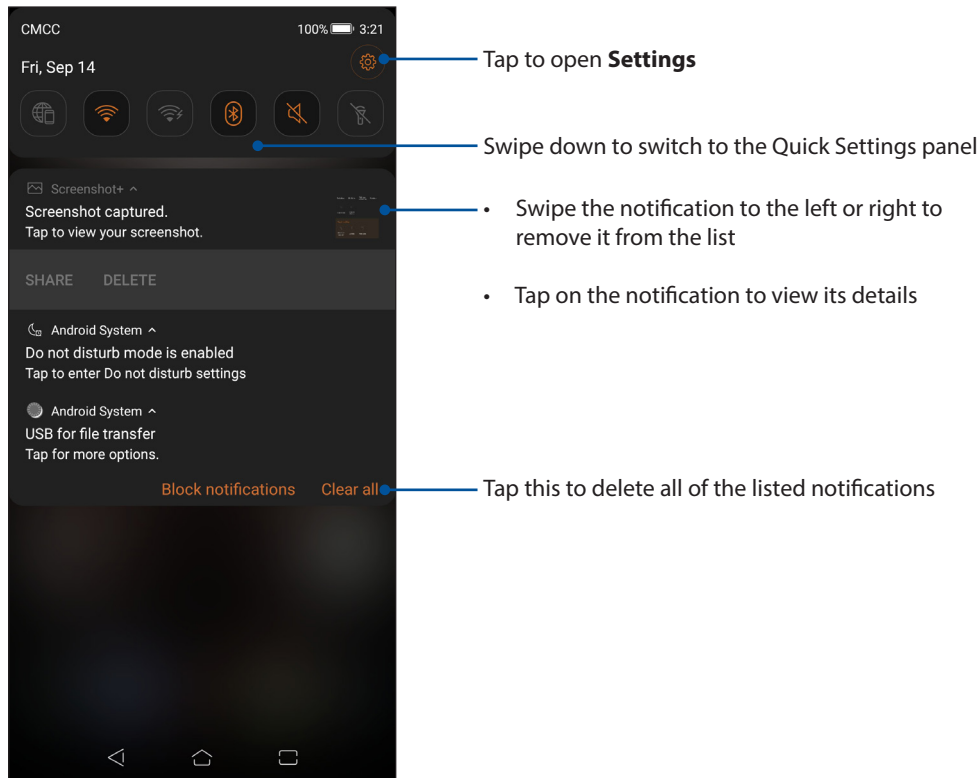 CMCC 100% 3:21
Fri, Sep 14
Tap to open Settings
Swipe down to switch to the Quick Settings panel
Screenshot+
Screenshot captured.
Tap to view your screenshot.
• Swipe the notification to the left or right to
remove it from the list
SHARE DELETE
• Tap on the notification to view its details
Android System
Do not disturb mode is enabled
Tap to enter Do not disturb settings
Android System
USB for file transfer
Tap for more options.
Block notifications Clear all
Tap this to delete all of the listed notifications